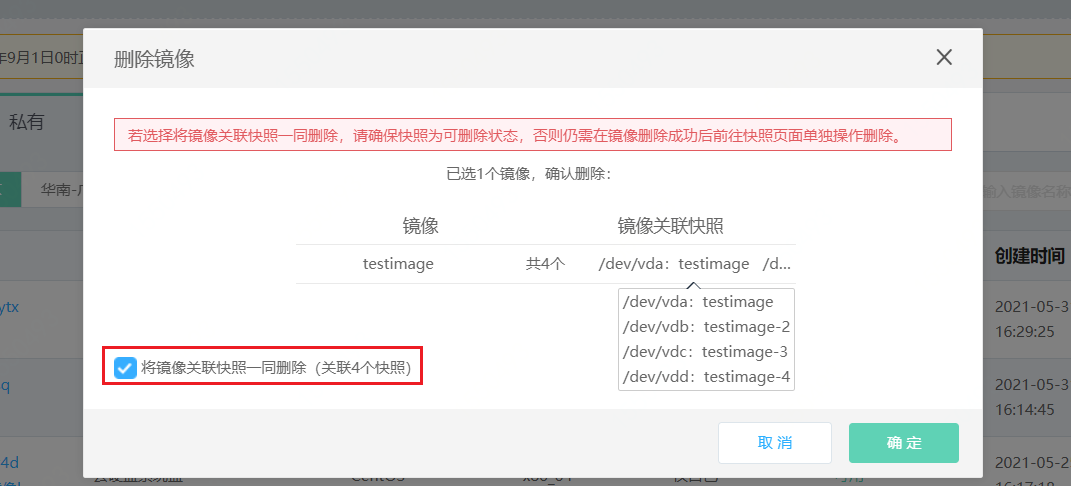 删除镜像
年9月1日0时
私有
若选择将镜像关联快照一同删除，请确保快照为可删除状态，否则仍需在镜像删除成功后前往快照页面单独操作删除。
已选1个镜像，确认删除：
华南-广
输入镜像名称
镜像 镜像关联快照
创建时间
testimage 共4个 /dev/vda：testimage /d...
/dev/vda：testimage
/dev/vdb：testimage-2
/dev/vdc：testimage-3
/dev/vdd：testimage-4
ytx
2021-05-3
16:29:25
将镜像关联快照一同删除（关联4个快照）
q
2021-05-3
16:14:45
取消 确定
4d
2021-05-2